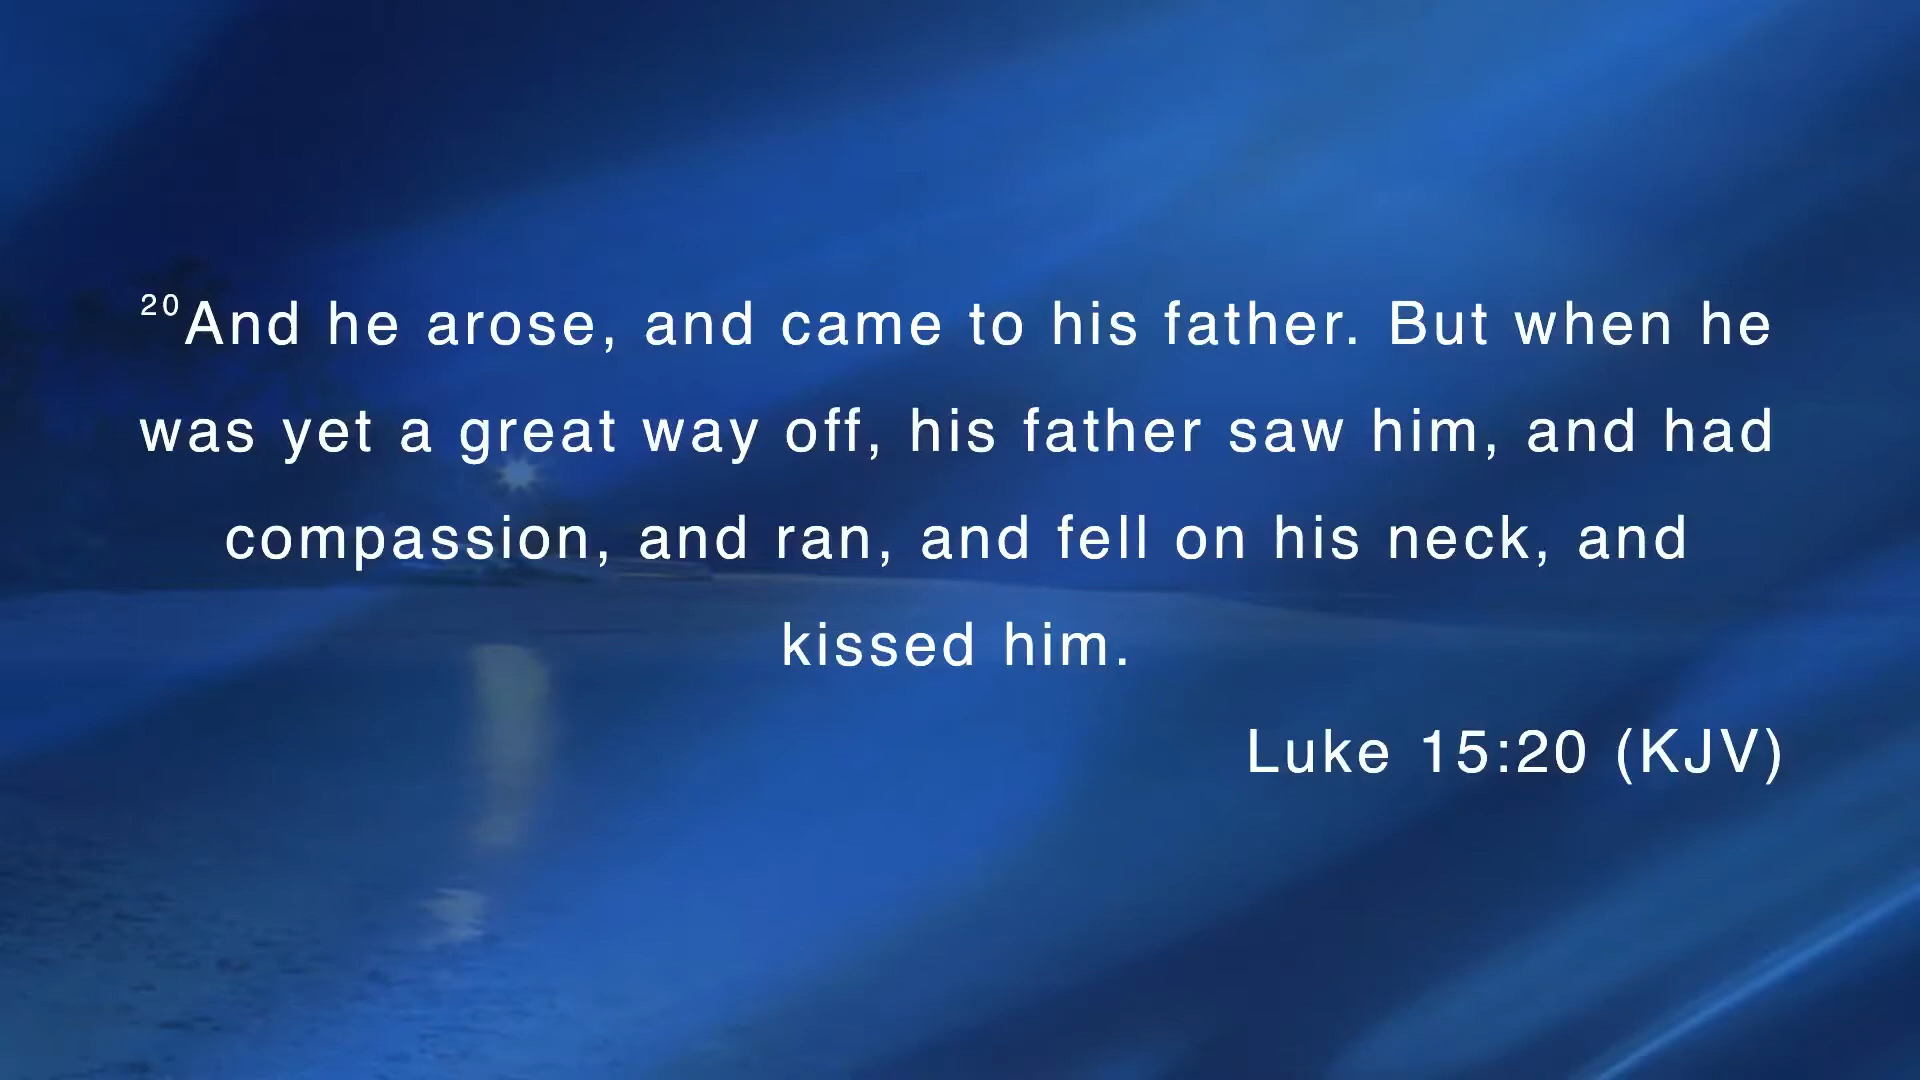 20And he arose, and came to his father. But when he
was yet a great way off, his father saw him, and had
compassion, and ran, and fell on his neck, and
kissed him.
Luke 15:20 (KJV)